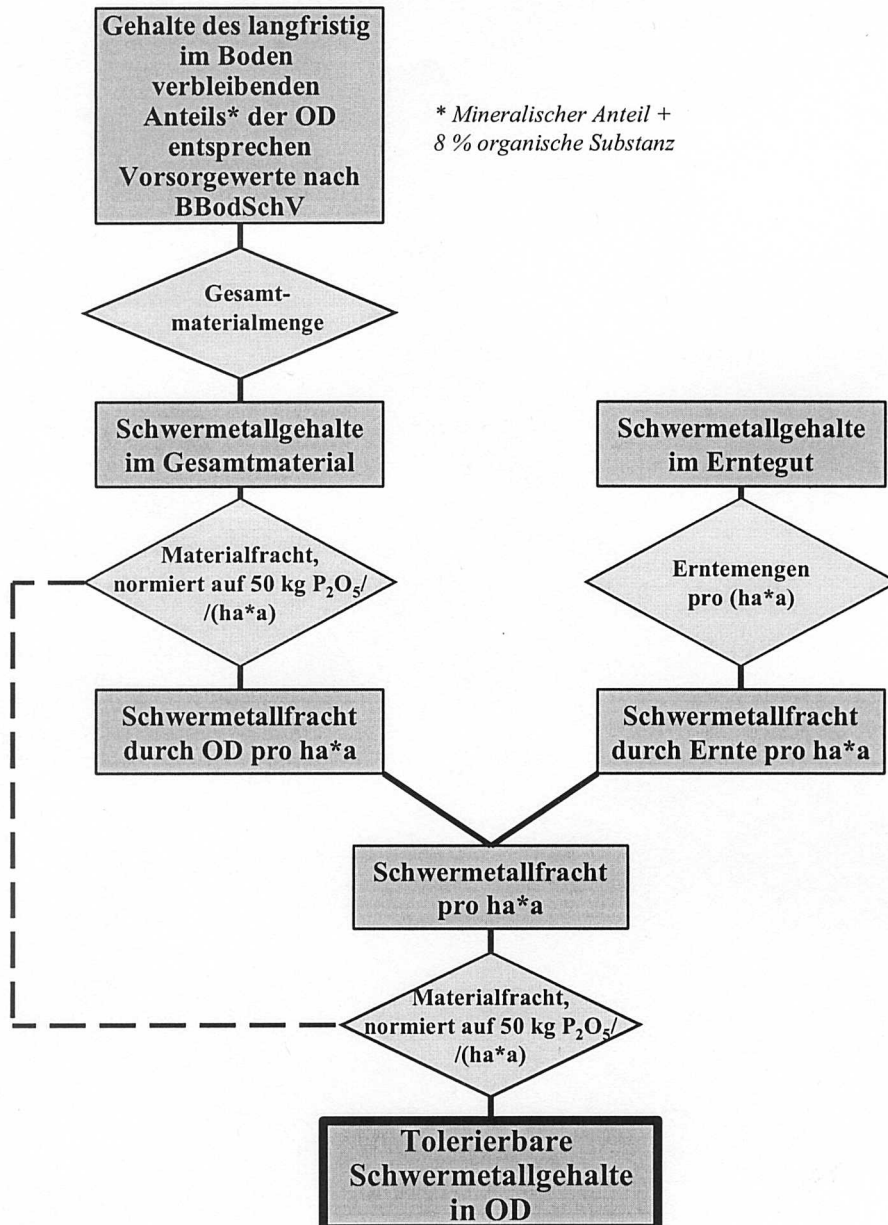 Gehalte des langfristig
im Boden
verbleibenden
Anteils* der OD
entsprechen
Vorsorgewerte nach
BBodSchV
* Mineralischer Anteil +
8 % organische Substanz
Gesamt-
materialmenge
Schwermetallgehalte
im Gesamtmaterial
Schwermetallgehalte
im Erntegut
Materialfracht,
normiert auf 50 kg P₂O₅/
/(ha*a)
Erntemengen
pro (ha*a)
Schwermetallfracht
durch OD pro ha*a
Schwermetallfracht
durch Ernte pro ha*a
Schwermetallfracht
pro ha*a
Materialfracht,
normiert auf 50 kg P₂O₅/
/(ha*a)
Tolerierbare
Schwermetallgehalte
in OD